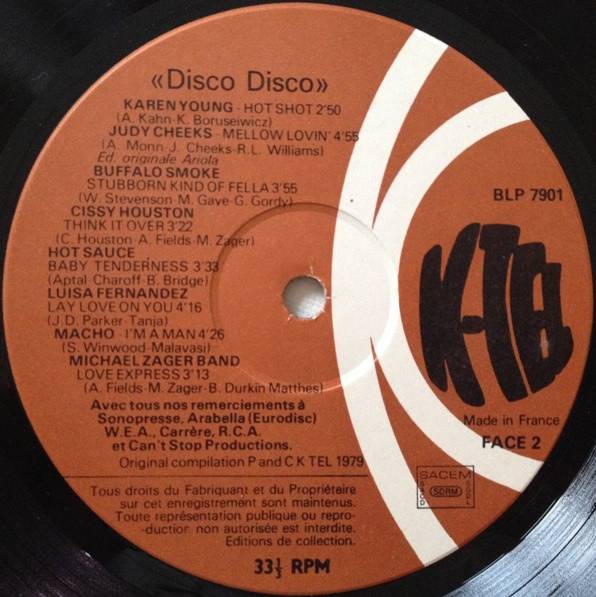 «Disco Disco»
KAREN YOUNG - HOT SHOT 2'50
(A. Kahn-K. Boruseiwicz)
JUDY CHEEKS - MELLOW LOVIN' 4'55
(A. Monn-J. Cheeks-R.L. Williams)
Ed. originale Ariola
BUFFALO SMOKE
STUBBORN KIND OF FELLA 3'55
(W. Stevenson-M. Gave-G. Gordy)
CISSY HOUSTON
THINK IT OVER 3'22
(C. Houston-A. Fields-M. Zager)
HOT SAUCE
BABY TENDERNESS 3'33
(Aptal-Charoff-B. Bridge)
LUISA FERNANDEZ
LAY LOVE ON YOU 4'16
(J.D. Parker-Tanja)
MACHO - I'M A MAN 4'26
(S. Winwood-Malavasi)
MICHAEL ZAGER BAND
LOVE EXPRESS 3'13
(A. Fields-M. Zager-B. Durkin Matthes)
Avec tous nos remerciements à
Sonopresse, Arabella (Eurodisc)
W.E.A., Carrère, R.C.A.
et Can't Stop Productions.
Original compilation P and C K TEL 1979
Tous droits du Fabriquant et du Propriétaire
sur cet enregistrement sont maintenus.
Toute représentation publique ou repro-
duction non autorisée est interdite.
Editions de collection.
33⅓ RPM
BLP 7901
K-TEL
Made in France
FACE 2
SACEM
SDRM